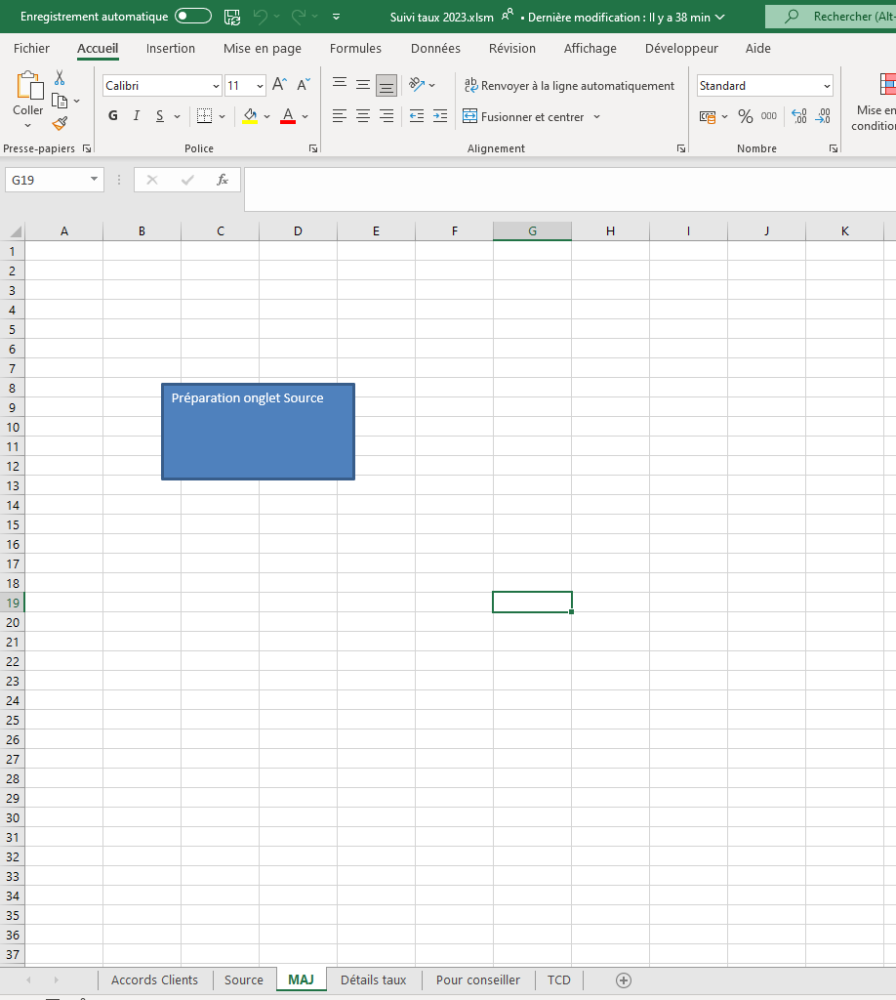 Enregistrement automatique
Suivi taux 2023.xlsm • Dernière modification : Il y a 38 min
Rechercher (Alt-
Fichier Accueil Insertion Mise en page Formules Données Révision Affichage Développeur Aide
Coller
Calibri 11
Renvoyer à la ligne automatiquement
Standard
G I S
A
Fusionner et centrer
% 000
Mise en
condition
Presse-papiers Police Alignement Nombre
G19
fx
A B C D E F G H I J K
1
2
3
4
5
6
7
8
Préparation onglet Source
9
10
11
12
13
14
15
16
17
18
19
20
21
22
23
24
25
26
27
28
29
30
31
32
33
34
35
36
37
Accords Clients Source MAJ Détails taux Pour conseiller TCD